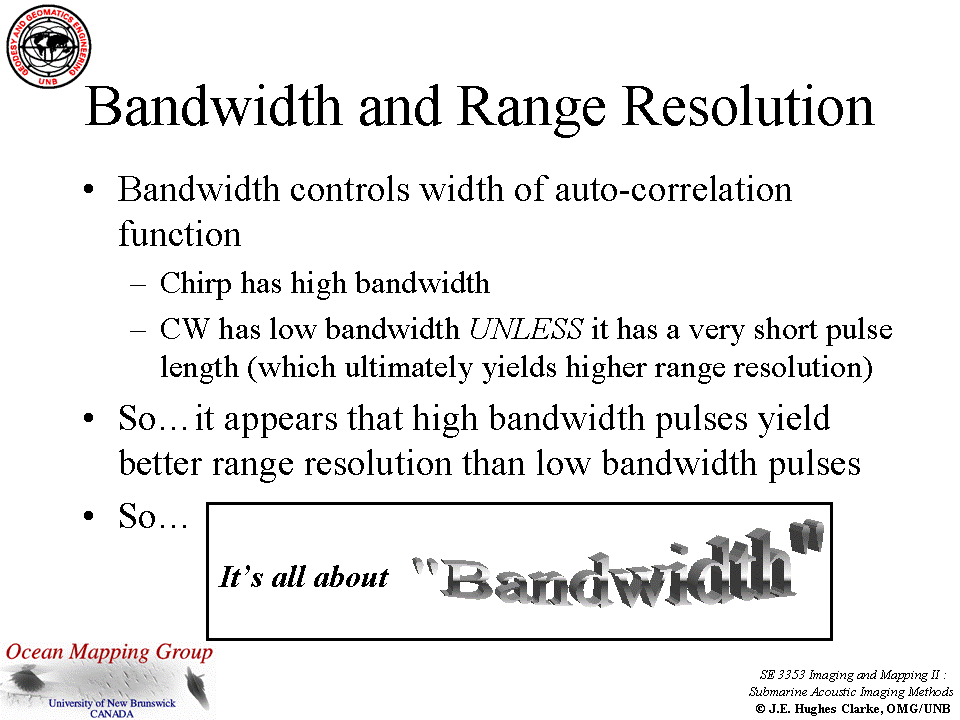 GEODESY AND GEOMATICS ENGINEERING
UNB
Bandwidth and Range Resolution
• Bandwidth controls width of auto-correlation
function
– Chirp has high bandwidth
– CW has low bandwidth UNLESS it has a very short pulse
length (which ultimately yields higher range resolution)
• So…it appears that high bandwidth pulses yield
better range resolution than low bandwidth pulses
• So…
It's all about "Bandwidth"
Ocean Mapping Group
University of New Brunswick
CANADA
SE 3353 Imaging and Mapping II :
Submarine Acoustic Imaging Methods
© J.E. Hughes Clarke, OMG/UNB